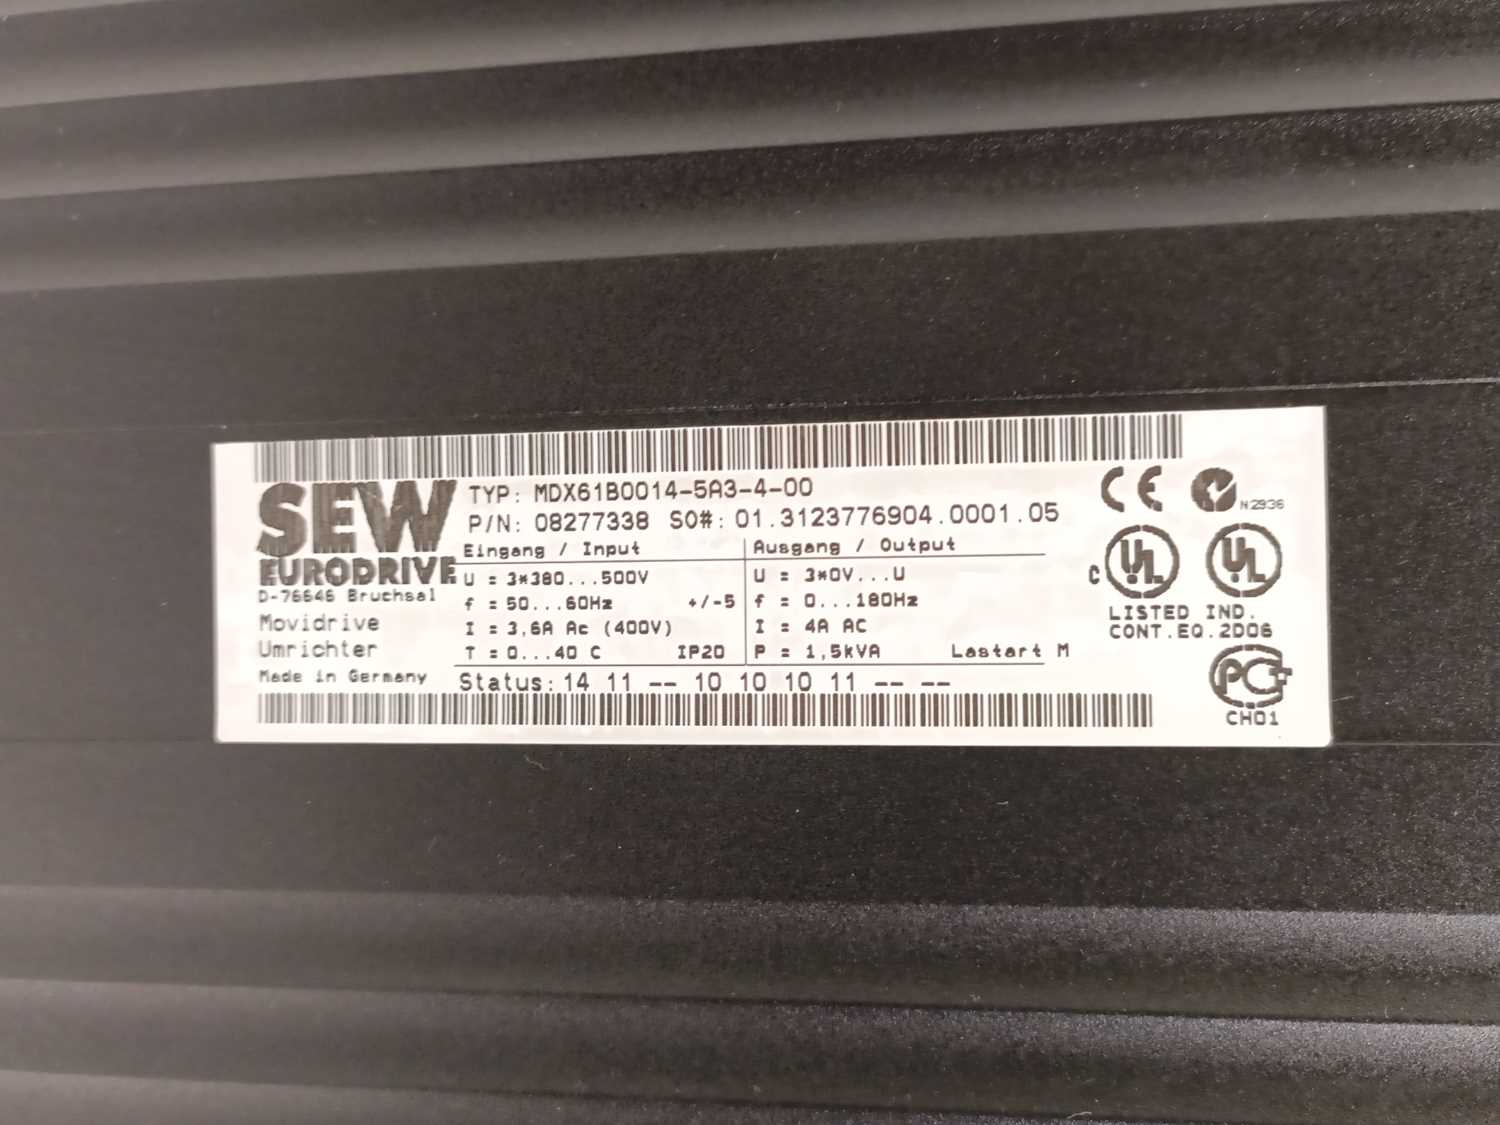 SEW
EURODRIVE
D-76646 Bruchsal
Movidrive
Umrichter
Made in Germany
TYP: MDX61B0014-5A3-4-00
P/N: 08277338 SO#: 01.3123776904.0001.05
Eingang / Input
U = 3*380...500V
f = 50...60Hz +/-5
I = 3,6A Ac (400V)
T = 0...40 C IP20
Ausgang / Output
U = 3*0V...U
f = 0...180Hz
I = 4A AC
P = 1,5kVA Lastart M
Status: 14 11 -- 10 10 10 11 -- --
CE
N2936
C UL UL
LISTED IND.
CONT.EQ.2D06
PCT
CH01